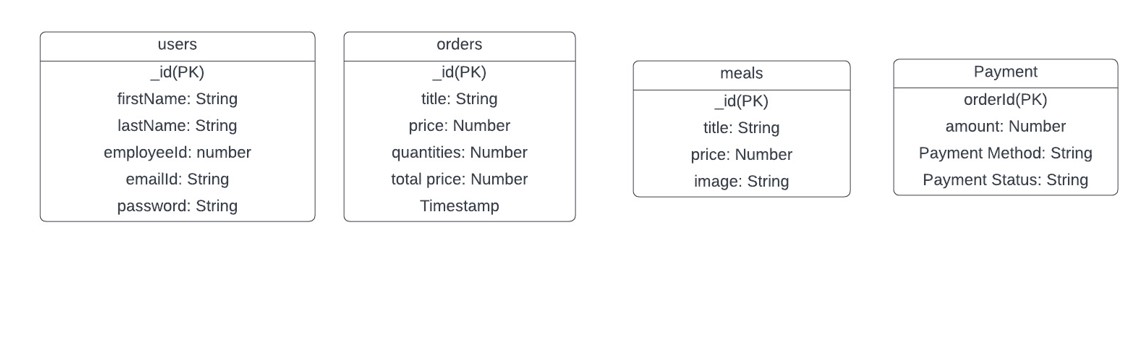 users
_id(PK)
firstName: String
lastName: String
employeeId: number
emailId: String
password: String
orders
_id(PK)
title: String
price: Number
quantities: Number
total price: Number
Timestamp
meals
_id(PK)
title: String
price: Number
image: String
Payment
orderId(PK)
amount: Number
Payment Method: String
Payment Status: String